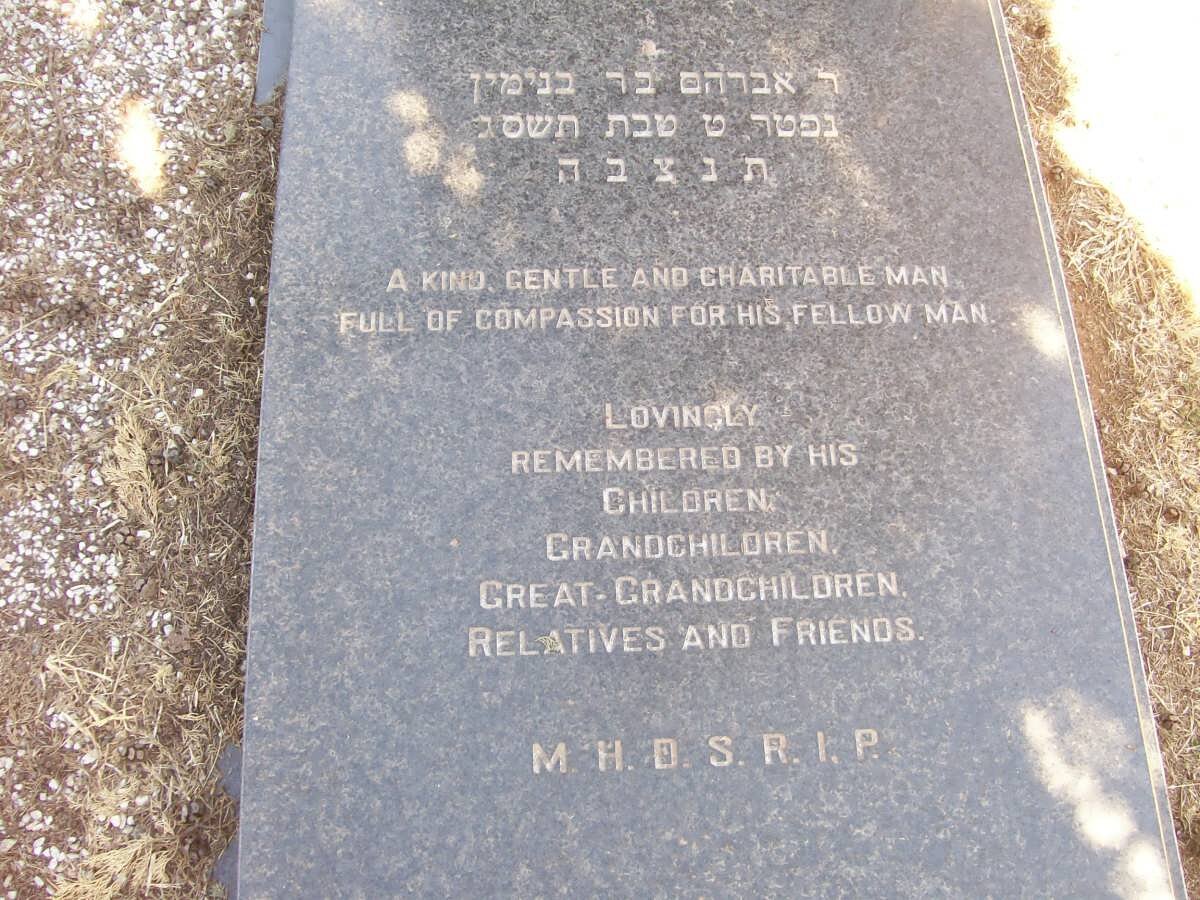 ר אברהם בר בנימין
נפטר ט טבת תשסג
ת נ צ ב ה
A KIND, GENTLE AND CHARITABLE MAN
FULL OF COMPASSION FOR HIS FELLOW MAN.
LOVINGLY
REMEMBERED BY HIS
CHILDREN,
GRANDCHILDREN,
GREAT-GRANDCHILDREN,
RELATIVES AND FRIENDS.
M. H. D. S. R. I. P.